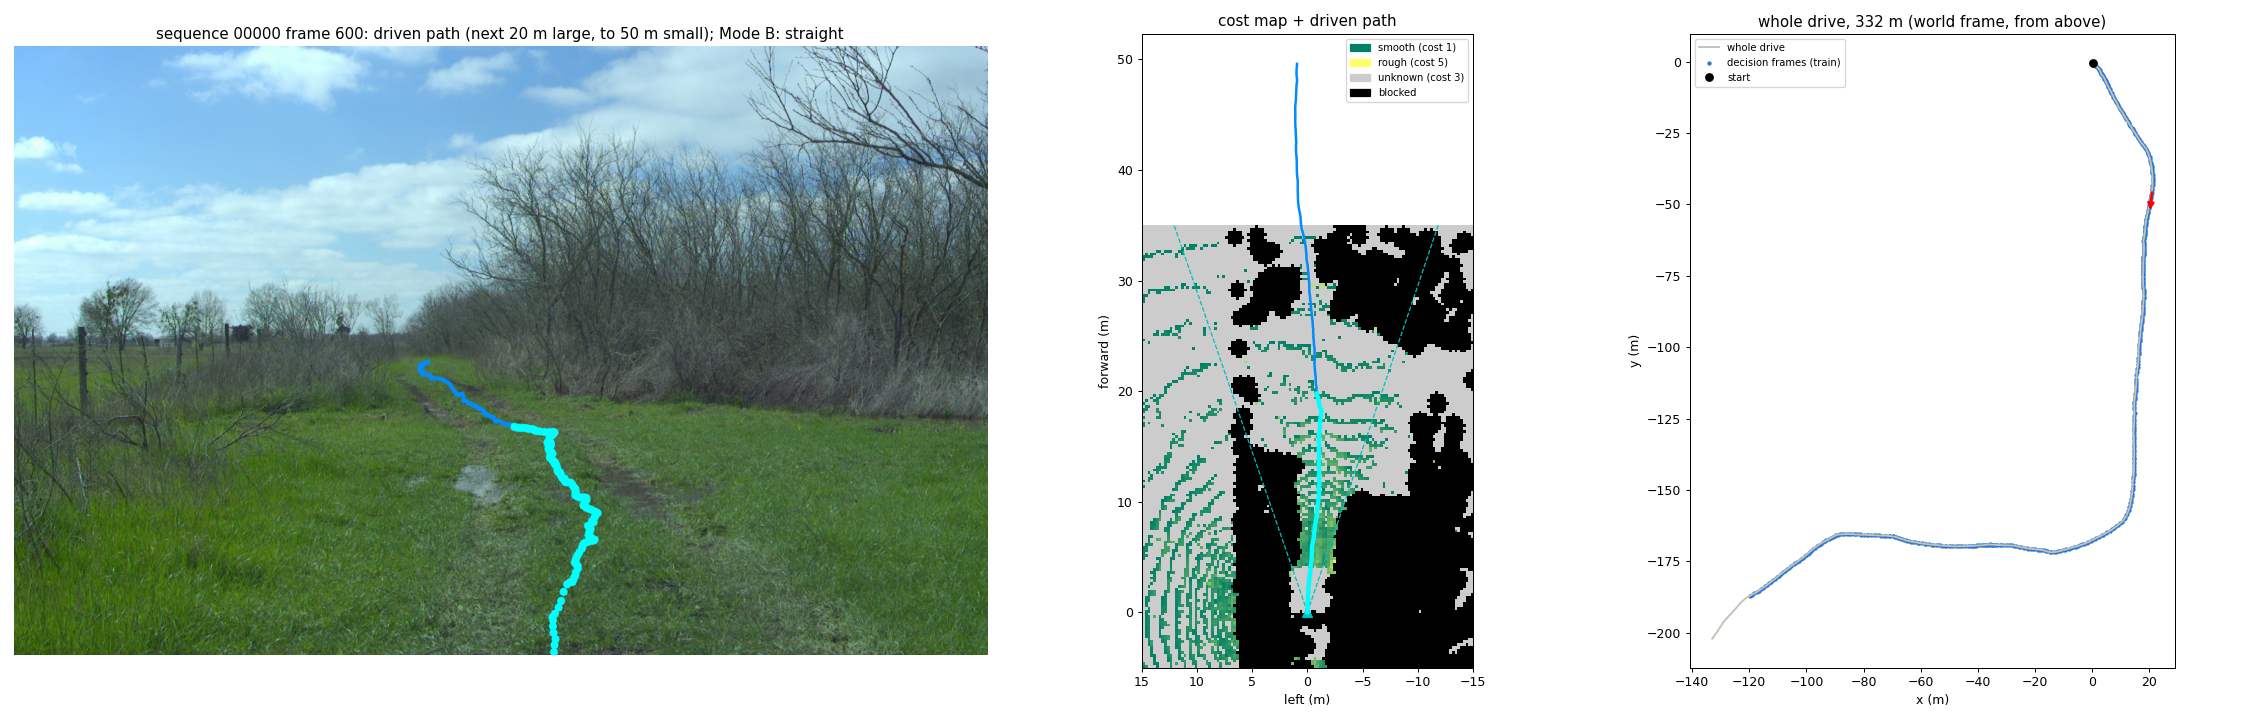 sequence 00000 frame 600: driven path (next 20 m large, to 50 m small); Mode B: straight
cost map + driven path
smooth (cost 1)
rough (cost 5)
unknown (cost 3)
blocked
50
40
30
20
10
0
forward (m)
15
10
5
0
−5
−10
−15
left (m)
whole drive, 332 m (world frame, from above)
whole drive
decision frames (train)
start
0
−25
−50
−75
−100
−125
−150
−175
−200
y (m)
−140
−120
−100
−80
−60
−40
−20
0
20
x (m)